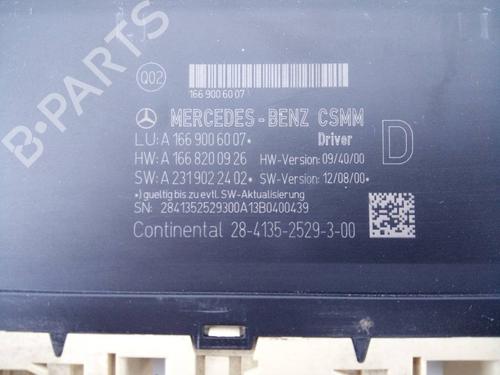 B-PARTS
Q02
166 900 60 07
MERCEDES-BENZ CSMM
LU: A 166 900 60 07* Driver
HW: A 166 820 09 26 HW-Version: 09/40/00 D
SW: A 231 902 24 02* SW-Version: 12/08/00*
*) gueltig bis zu evtl. SW-Aktualisierung
SN: 2841352529300A13B0400439
Continental 28-4135-2529-3-00